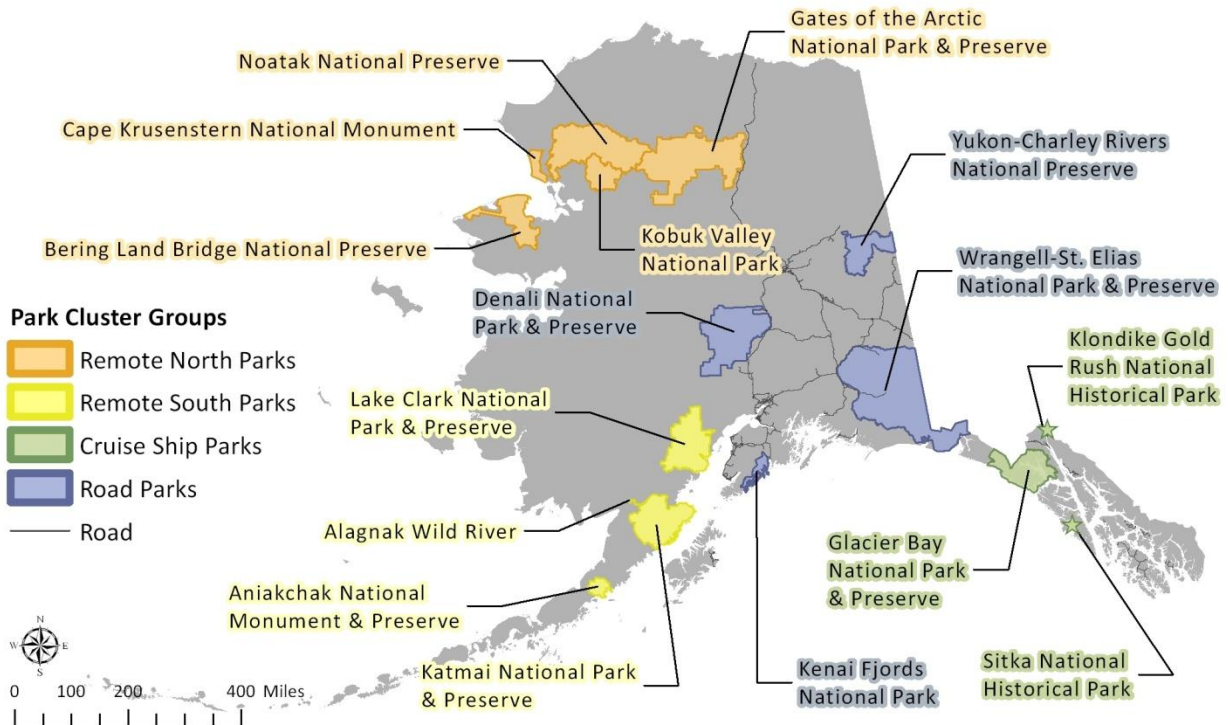 Gates of the Arctic
National Park & Preserve
Noatak National Preserve
Cape Krusenstern National Monument
Yukon-Charley Rivers
National Preserve
Bering Land Bridge National Preserve
Kobuk Valley
National Park
Wrangell-St. Elias
National Park & Preserve
Denali National
Park & Preserve
Park Cluster Groups
Remote North Parks
Remote South Parks
Cruise Ship Parks
Road Parks
Road
Klondike Gold
Rush National
Historical Park
Lake Clark National
Park & Preserve
Alagnak Wild River
Glacier Bay
National Park
& Preserve
Aniakchak National
Monument & Preserve
Katmai National Park
& Preserve
Kenai Fjords
National Park
Sitka National
Historical Park
N
W E
S
0 100 200 400 Miles